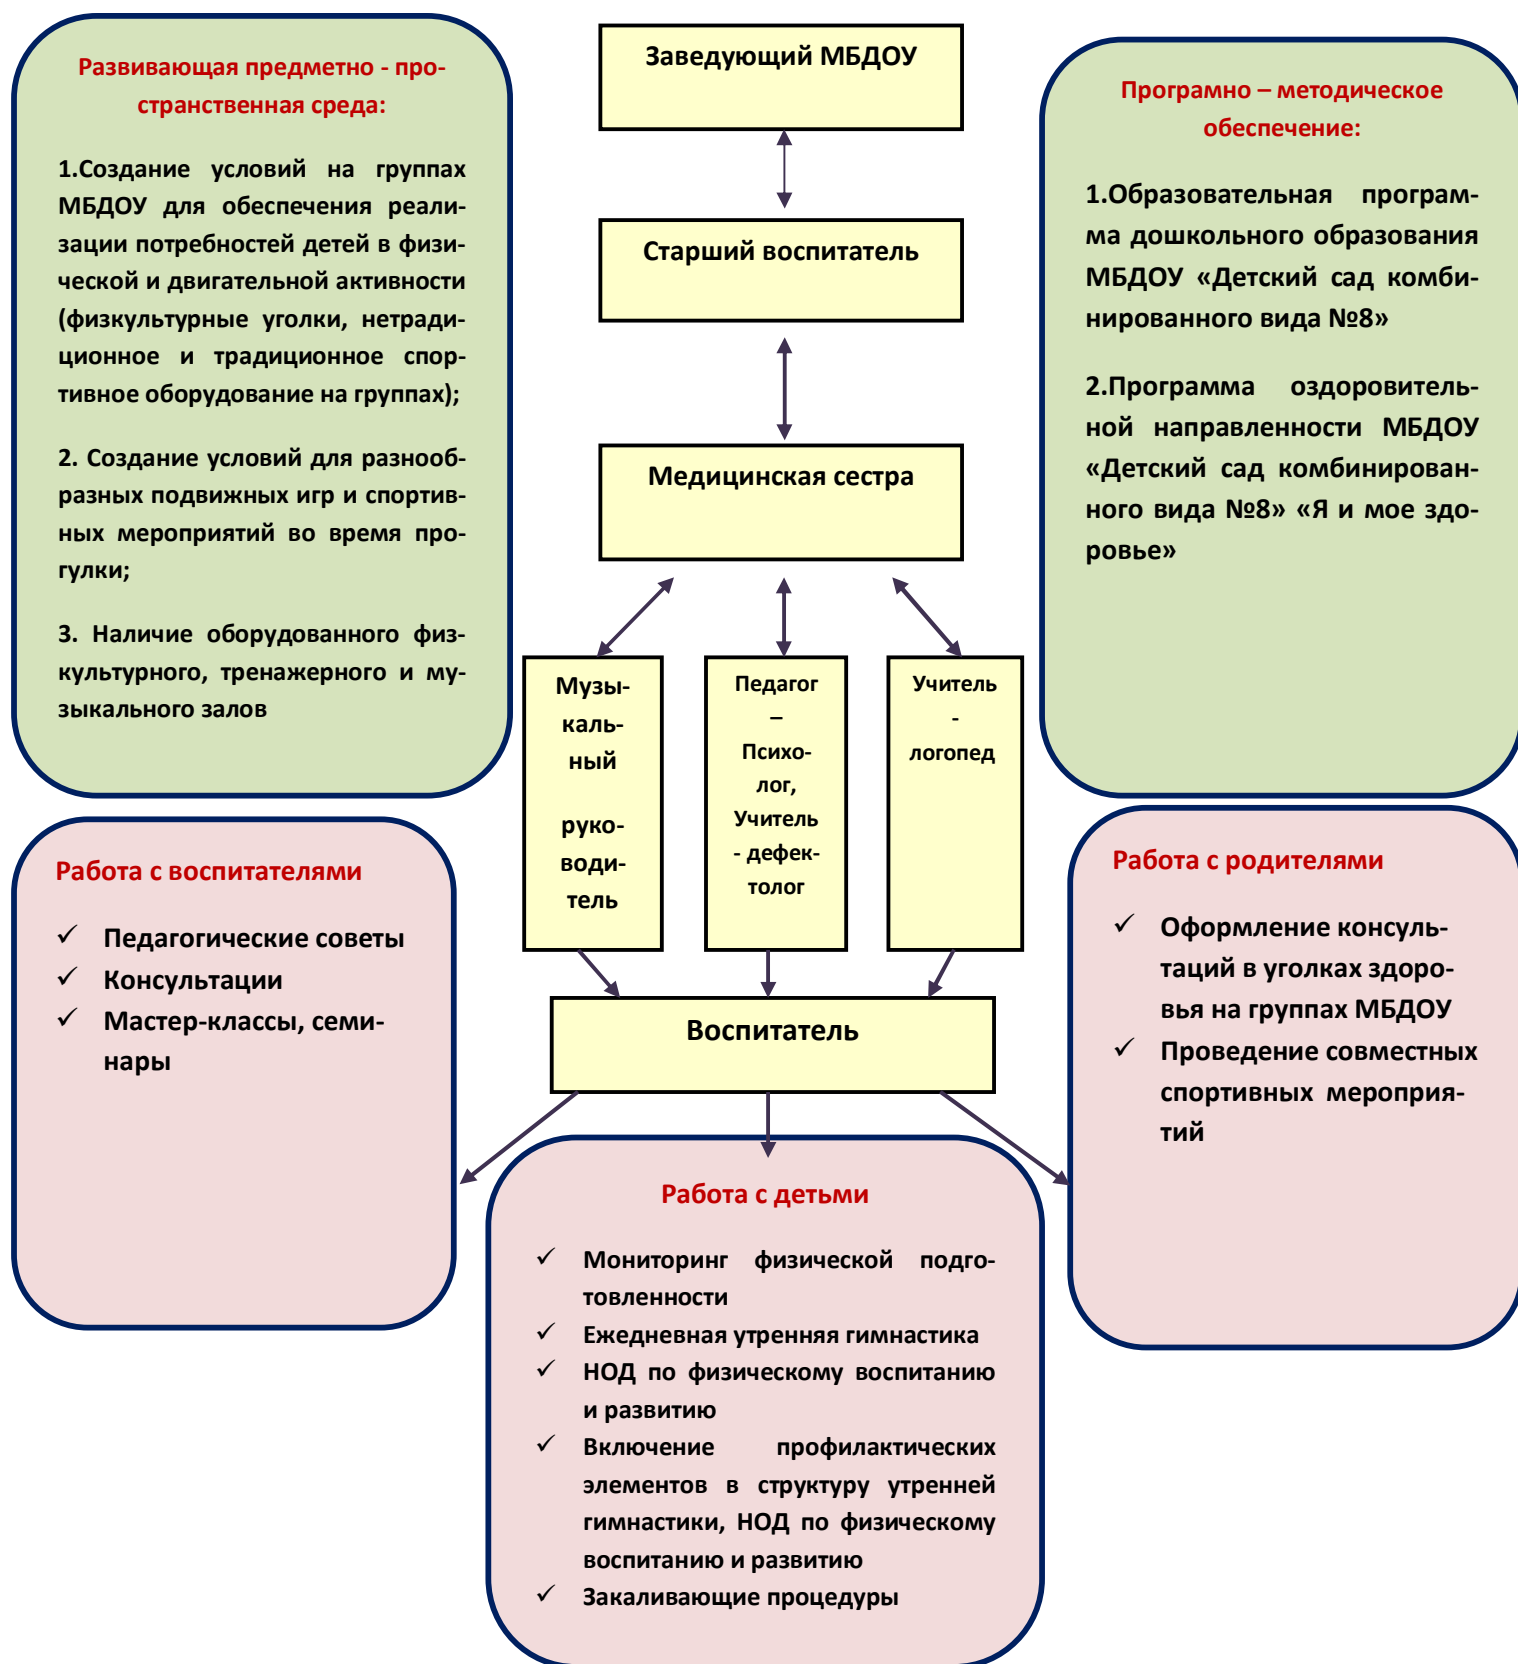 Развивающая предметно - про-
странственная среда:
1.Создание условий на группах
МБДОУ для обеспечения реали-
зации потребностей детей в физи-
ческой и двигательной активности
(физкультурные уголки, нетради-
ционное и традиционное спор-
тивное оборудование на группах);
2. Создание условий для разнооб-
разных подвижных игр и спортив-
ных мероприятий во время про-
гулки;
3. Наличие оборудованного физ-
культурного, тренажерного и му-
зыкального залов
Заведующий МБДОУ
Старший воспитатель
Медицинская сестра
Програмно – методическое
обеспечение:
1.Образовательная програм-
ма дошкольного образования
МБДОУ «Детский сад комби-
нированного вида №8»
2.Программа оздоровитель-
ной направленности МБДОУ
«Детский сад комбинирован-
ного вида №8» «Я и мое здо-
ровье»
Музы-
каль-
ный
руко-
води-
тель
Педагог
–
Психо-
лог,
Учитель
- дефек-
толог
Учитель
-
логопед
Воспитатель
Работа с воспитателями
✓ Педагогические советы
✓ Консультации
✓ Мастер-классы, семи-
нары
Работа с родителями
✓ Оформление консуль-
таций в уголках здоро-
вья на группах МБДОУ
✓ Проведение совместных
спортивных мероприя-
тий
Работа с детьми
✓ Мониторинг физической подго-
товленности
✓ Ежедневная утренняя гимнастика
✓ НОД по физическому воспитанию
и развитию
✓ Включение профилактических
элементов в структуру утренней
гимнастики, НОД по физическому
воспитанию и развитию
✓ Закаливающие процедуры